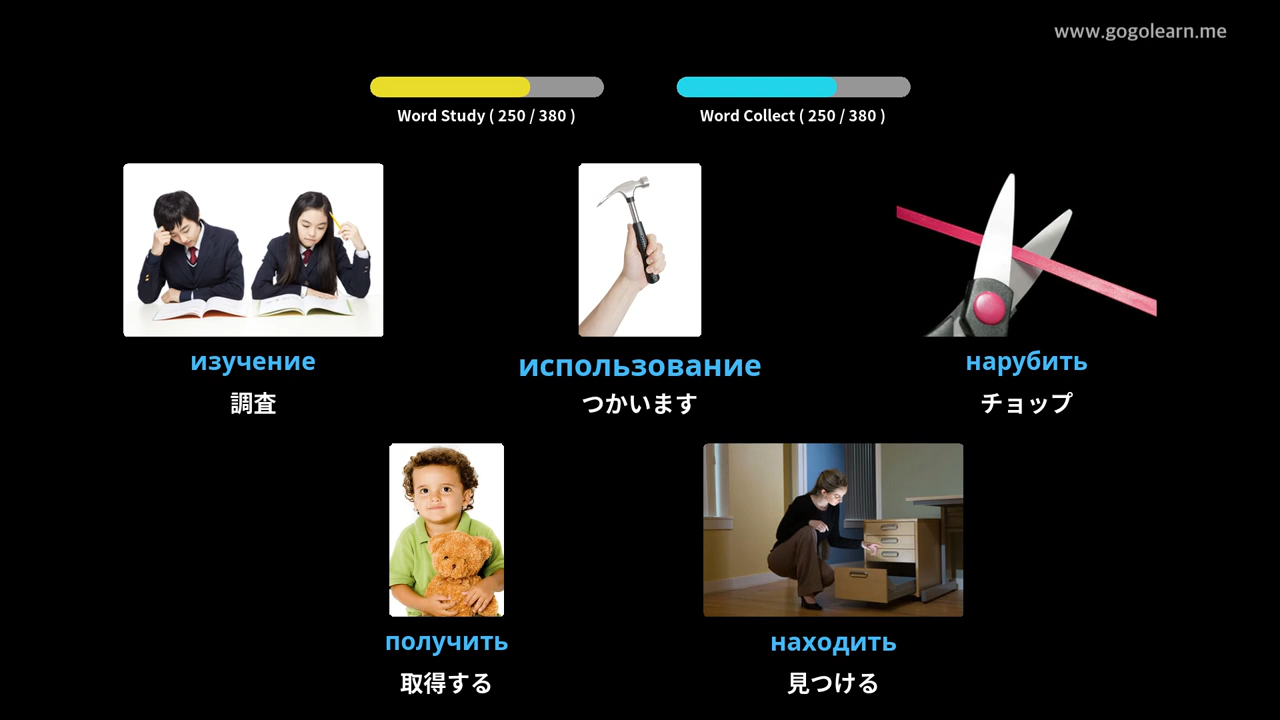 www.gogolearn.me
Word Study ( 250 / 380 )
Word Collect ( 250 / 380 )
изучение
調査
использование
つかいます
нарубить
チョップ
получить
取得する
находить
見つける